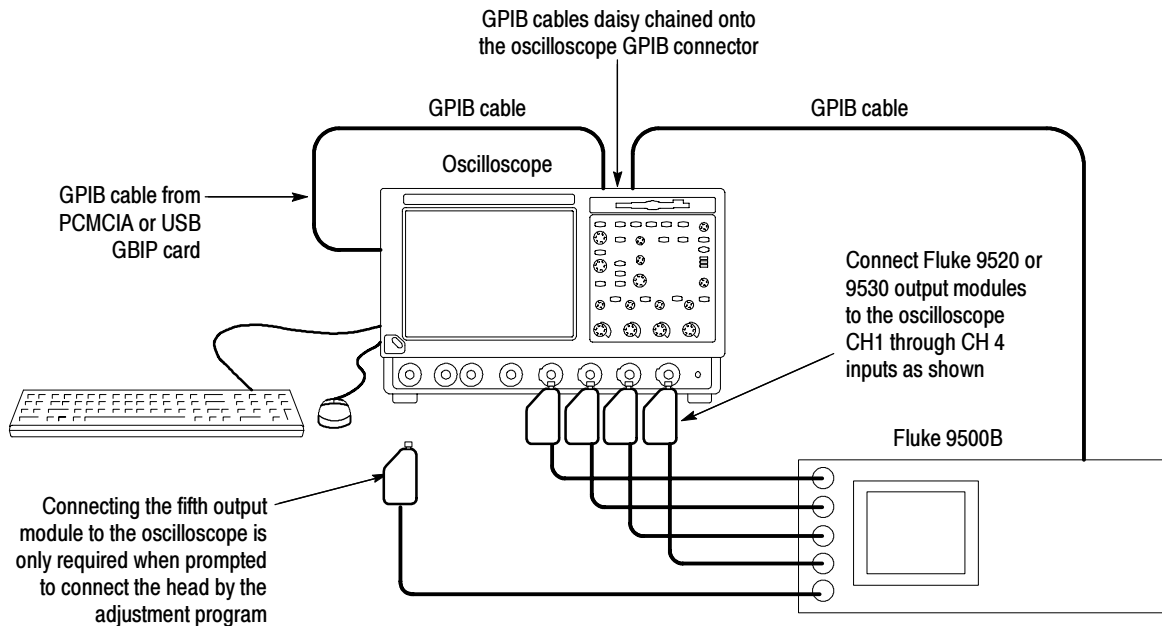 GPIB cables daisy chained onto
the oscilloscope GPIB connector
GPIB cable
GPIB cable
Oscilloscope
GPIB cable from
PCMCIA or USB
GBIP card
Connect Fluke 9520 or
9530 output modules
to the oscilloscope
CH1 through CH 4
inputs as shown
Fluke 9500B
Connecting the fifth output
module to the oscilloscope is
only required when prompted
to connect the head by the
adjustment program